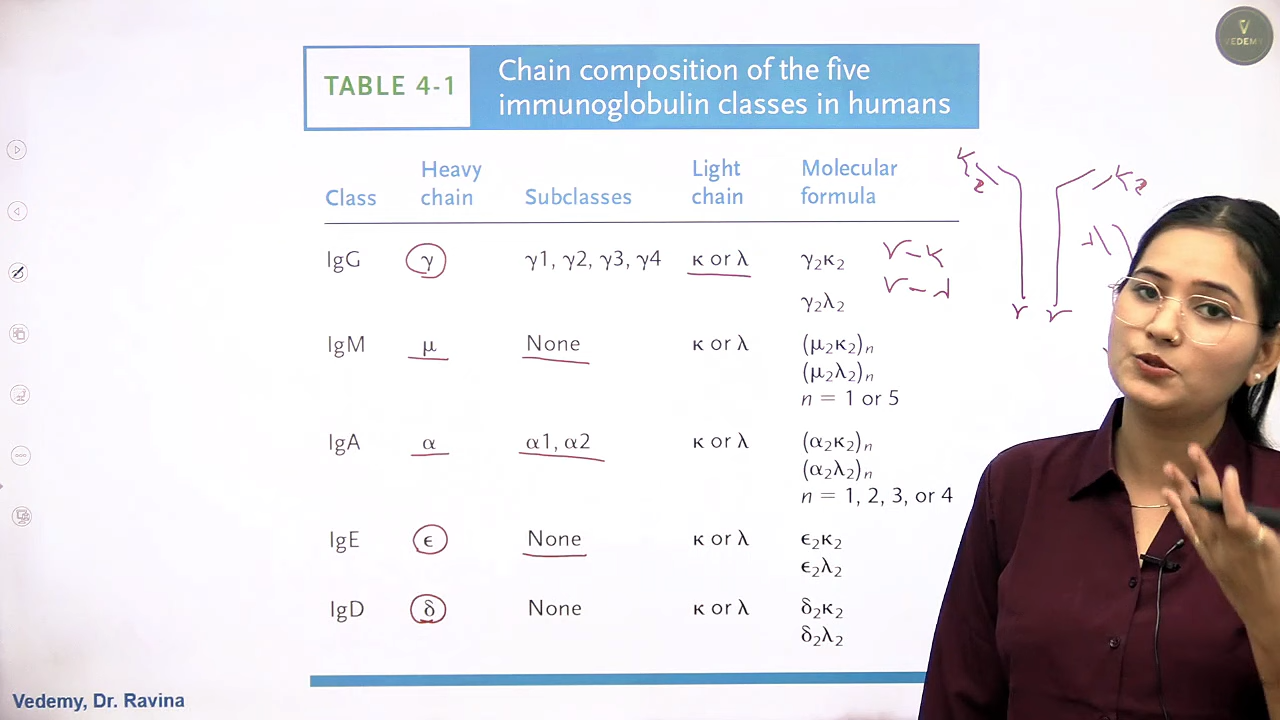 VEDEMY
TABLE 4-1
Chain composition of the five
immunoglobulin classes in humans
Class Heavy chain Subclasses Light chain Molecular formula
IgG γ γ1, γ2, γ3, γ4 κ or λ γ₂κ₂
γ₂λ₂
IgM μ None κ or λ (μ₂κ₂)ₙ
(μ₂λ₂)ₙ
n = 1 or 5
IgA α α1, α2 κ or λ (α₂κ₂)ₙ
(α₂λ₂)ₙ
n = 1, 2, 3, or 4
IgE ϵ None κ or λ ϵ₂κ₂
ϵ₂λ₂
IgD δ None κ or λ δ₂κ₂
δ₂λ₂
γ – κ
γ – λ
κ₂ κ₂
γ γ
Vedemy, Dr. Ravina